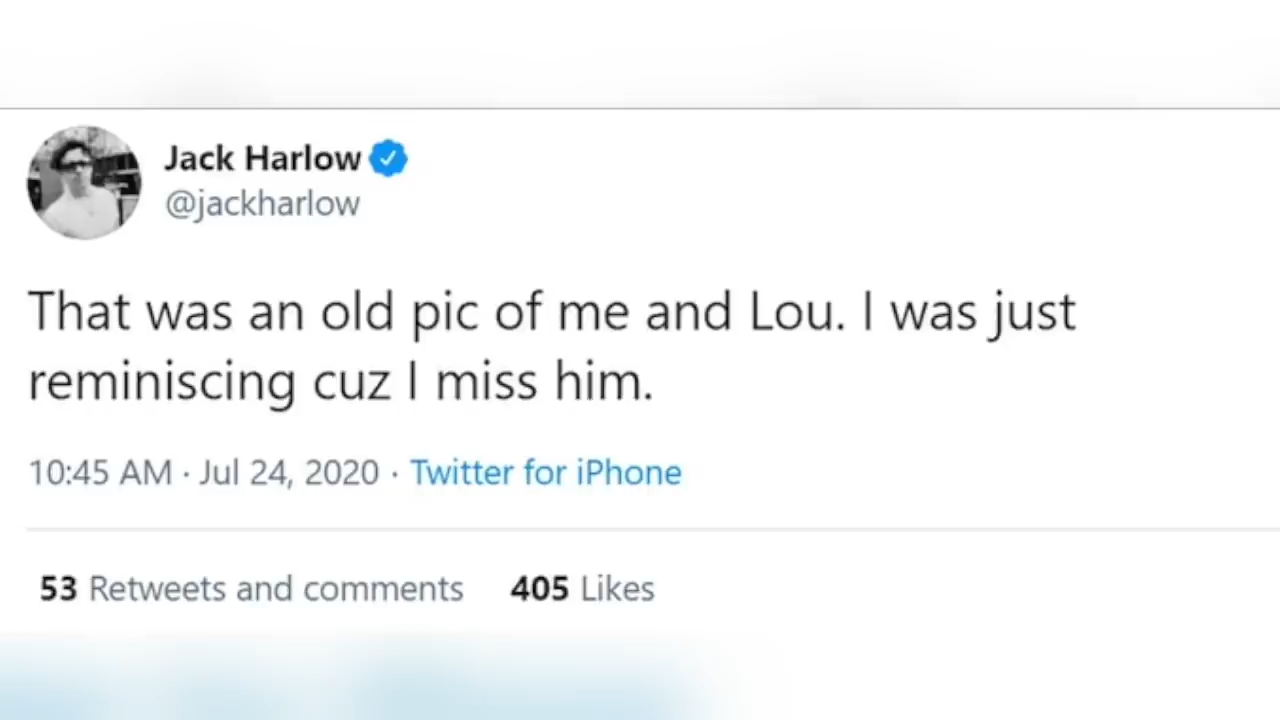 Jack Harlow
@jackharlow
That was an old pic of me and Lou. I was just
reminiscing cuz I miss him.
10:45 AM · Jul 24, 2020 · Twitter for iPhone
53 Retweets and comments 405 Likes